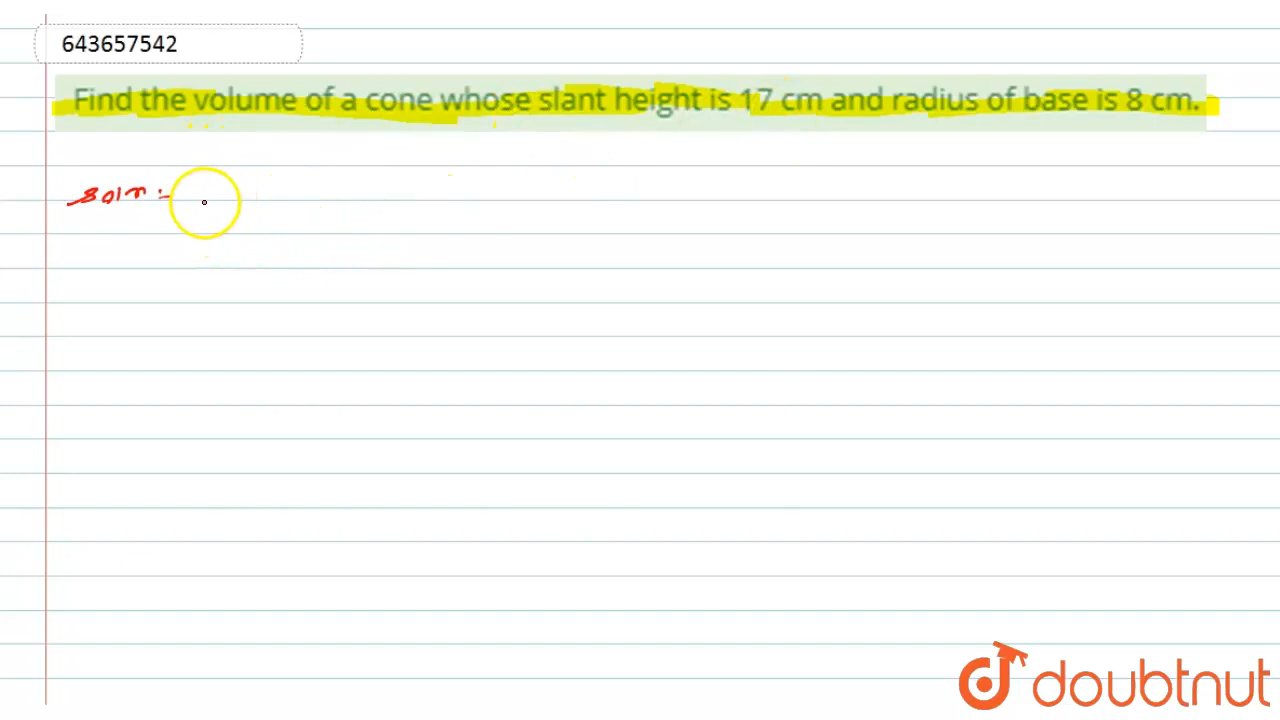 643657542
Find the volume of a cone whose slant height is 17 cm and radius of base is 8 cm.
Soln :-
doubtnut